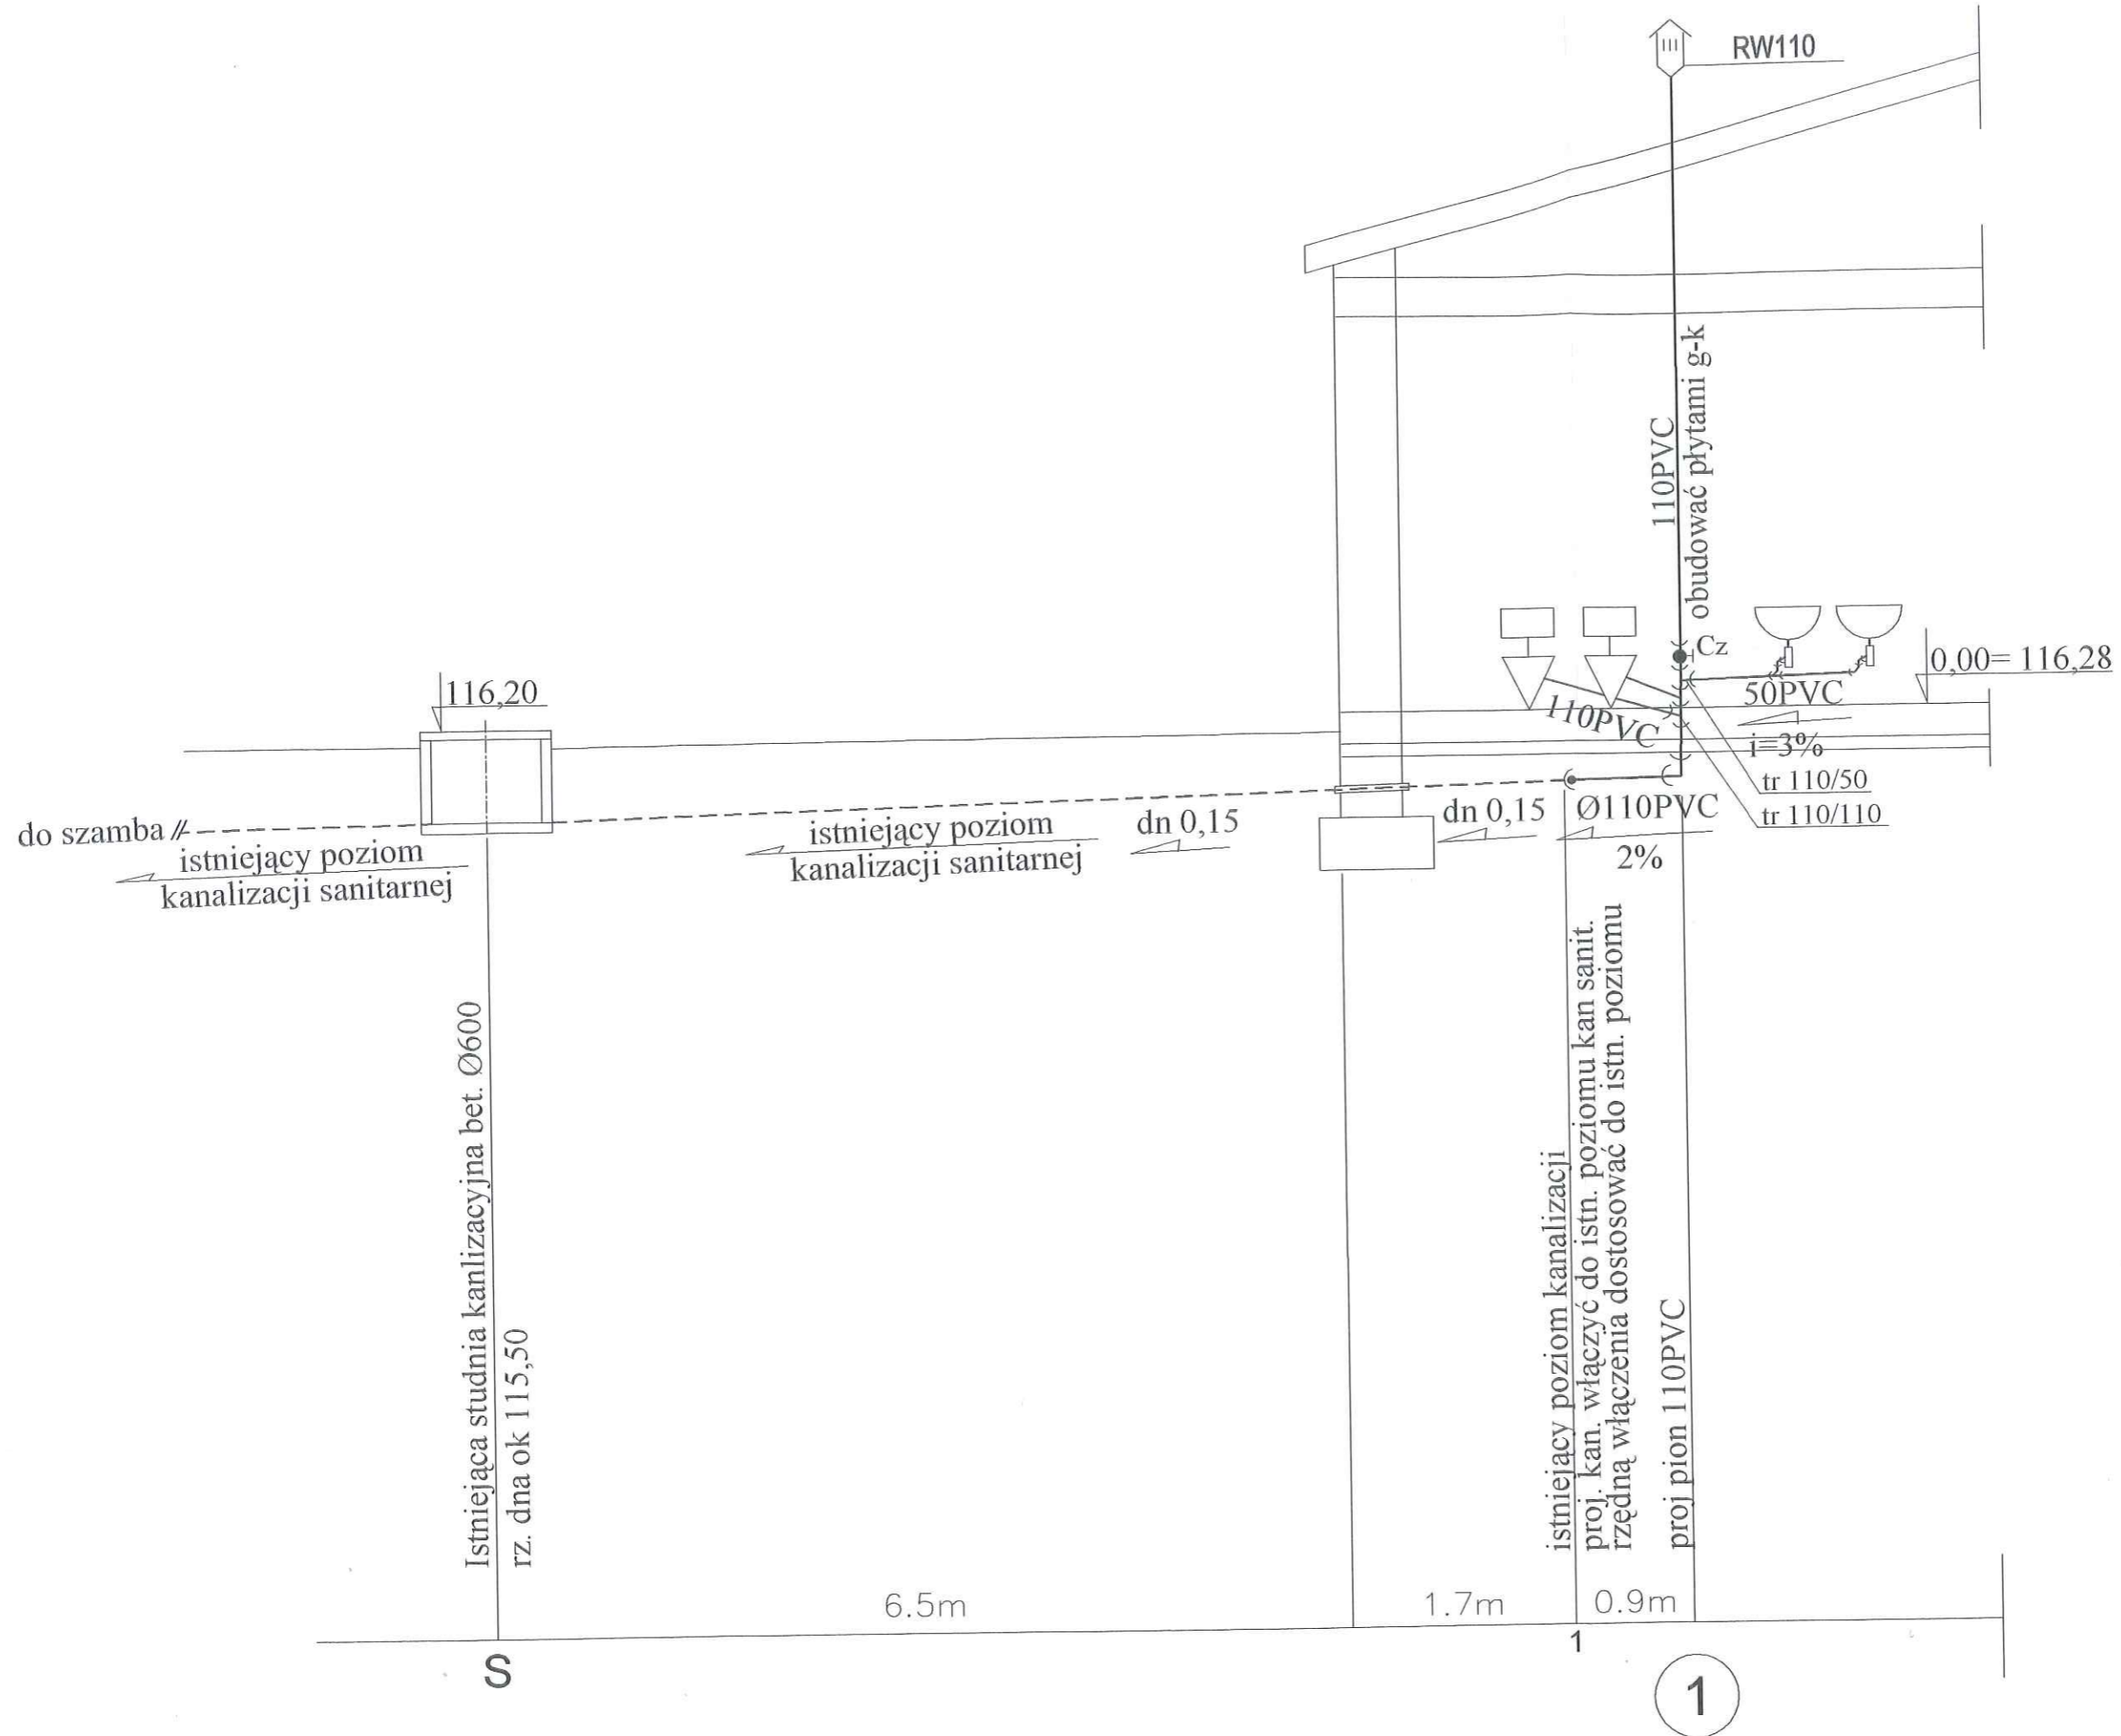 RW110
110PVC
obudować płytami g-k
Cz
0,00= 116,28
116,20
50PVC
110PVC
i=3%
tr 110/50
tr 110/110
do szamba
istniejący poziom
kanalizacji sanitarnej
istniejący poziom
kanalizacji sanitarnej
dn 0,15
dn 0,15
Ø110PVC
2%
Istniejąca studnia kanlizacyjna bet. Ø600
rz. dna ok 115,50
istniejący poziom kanalizacji
proj. kan. włączyć do istn. poziomu kan sanit.
rzędną włączenia dostosować do istn. poziomu
proj pion 110PVC
6.5m
1.7m
0.9m
S
1
1